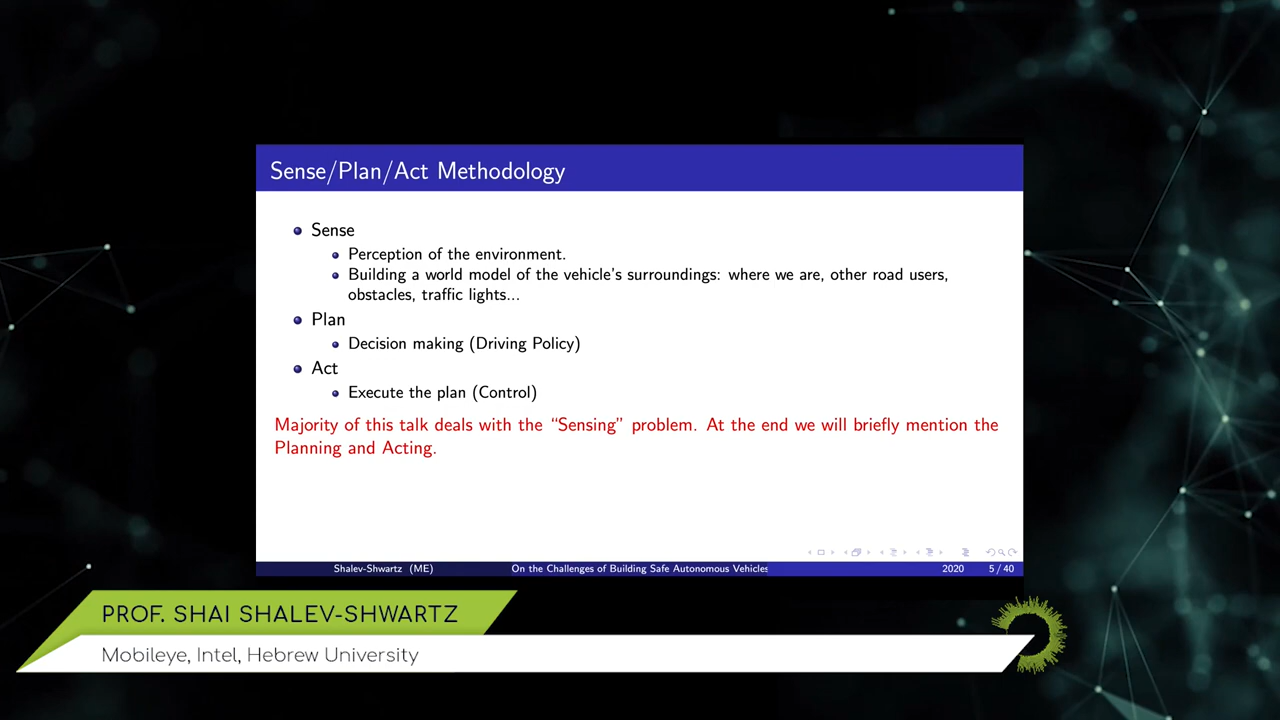 Sense/Plan/Act Methodology
Sense
Perception of the environment.
Building a world model of the vehicle's surroundings: where we are, other road users,
obstacles, traffic lights...
Plan
Decision making (Driving Policy)
Act
Execute the plan (Control)
Majority of this talk deals with the “Sensing” problem. At the end we will briefly mention the
Planning and Acting.
Shalev-Shwartz (ME) On the Challenges of Building Safe Autonomous Vehicles 2020 5 / 40
PROF. SHAI SHALEV-SHWARTZ
Mobileye, Intel, Hebrew University